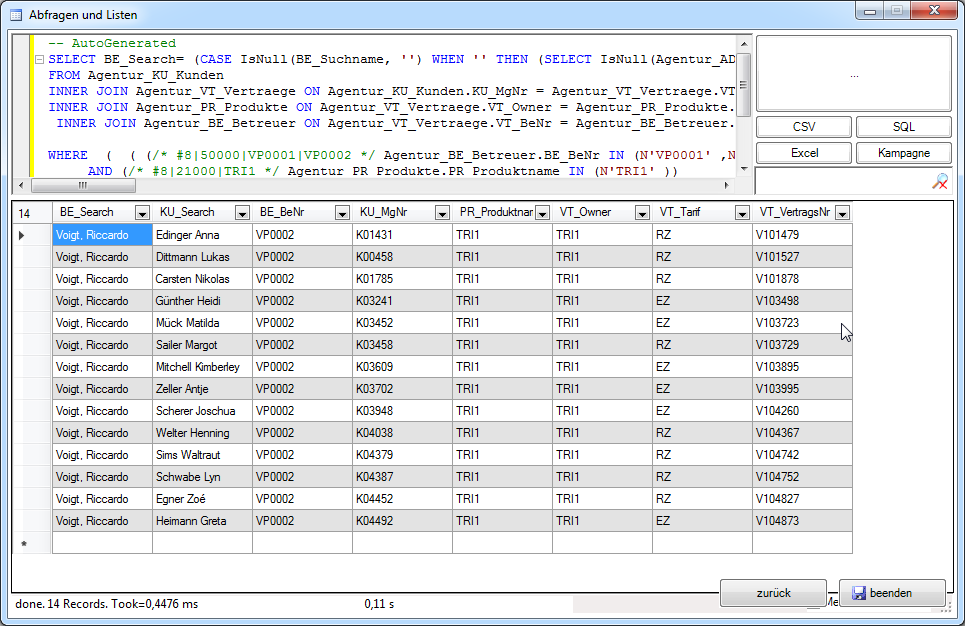 Abfragen und Listen
-- AutoGenerated
SELECT BE_Search= (CASE IsNull(BE_Suchname, '') WHEN '' THEN (SELECT IsNull(Agentur_AD
FROM Agentur_KU_Kunden
INNER JOIN Agentur_VT_Vertraege ON Agentur_KU_Kunden.KU_MgNr = Agentur_VT_Vertraege.VT
INNER JOIN Agentur_PR_Produkte ON Agentur_VT_Vertraege.VT_Owner = Agentur_PR_Produkte.
INNER JOIN Agentur_BE_Betreuer ON Agentur_VT_Vertraege.VT_BeNr = Agentur_BE_Betreuer.
WHERE ( ( (/* #8|50000|VP0001|VP0002 */ Agentur_BE_Betreuer.BE_BeNr IN (N'VP0001' ,N
AND (/* #8|21000|TRI1 */ Agentur_PR_Produkte.PR_Produktname IN (N'TRI1' ))
...
CSV SQL
Excel Kampagne
14 BE_Search KU_Search BE_BeNr KU_MgNr PR_Produktnar VT_Owner VT_Tarif VT_VertragsNr
Voigt, Riccardo Edinger Anna VP0002 K01431 TRI1 TRI1 RZ V101479
Voigt, Riccardo Dittmann Lukas VP0002 K00458 TRI1 TRI1 RZ V101527
Voigt, Riccardo Carsten Nikolas VP0002 K01785 TRI1 TRI1 RZ V101878
Voigt, Riccardo Günther Heidi VP0002 K03241 TRI1 TRI1 EZ V103498
Voigt, Riccardo Mück Matilda VP0002 K03452 TRI1 TRI1 EZ V103723
Voigt, Riccardo Sailer Margot VP0002 K03458 TRI1 TRI1 RZ V103729
Voigt, Riccardo Mitchell Kimberley VP0002 K03609 TRI1 TRI1 EZ V103895
Voigt, Riccardo Zeller Antje VP0002 K03702 TRI1 TRI1 EZ V103995
Voigt, Riccardo Scherer Joschua VP0002 K03948 TRI1 TRI1 EZ V104260
Voigt, Riccardo Welter Henning VP0002 K04038 TRI1 TRI1 RZ V104367
Voigt, Riccardo Sims Waltraut VP0002 K04379 TRI1 TRI1 RZ V104742
Voigt, Riccardo Schwabe Lyn VP0002 K04387 TRI1 TRI1 RZ V104752
Voigt, Riccardo Egner Zoé VP0002 K04452 TRI1 TRI1 RZ V104827
Voigt, Riccardo Heimann Greta VP0002 K04492 TRI1 TRI1 EZ V104873
*
zurück beenden
done. 14 Records. Took=0,4476 ms 0,11 s